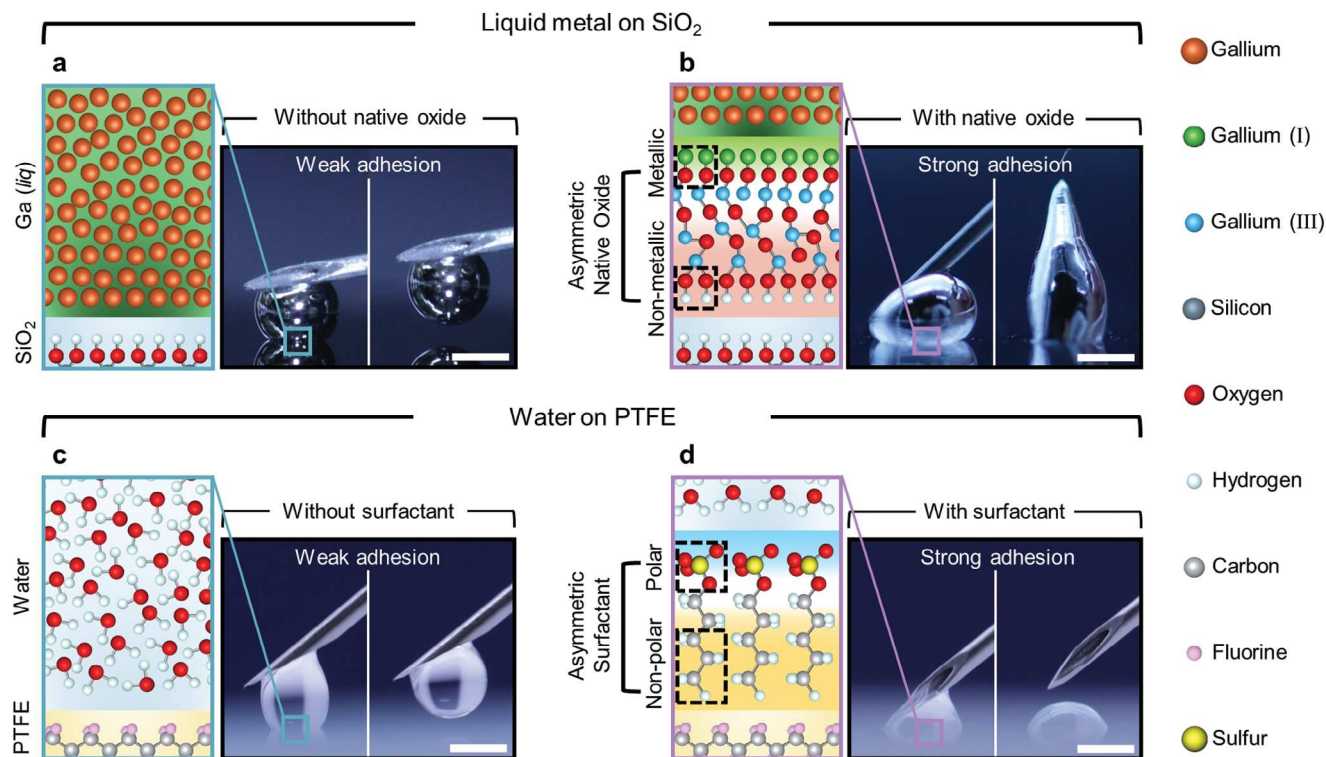 Liquid metal on SiO₂
a
Without native oxide
Weak adhesion
Ga (liq)
SiO₂
b
With native oxide
Strong adhesion
Asymmetric
Native Oxide
Metallic
Non-metallic
Water on PTFE
c
Without surfactant
Weak adhesion
Water
PTFE
d
With surfactant
Strong adhesion
Asymmetric
Surfactant
Polar
Non-polar
Gallium
Gallium (I)
Gallium (III)
Silicon
Oxygen
Hydrogen
Carbon
Fluorine
Sulfur